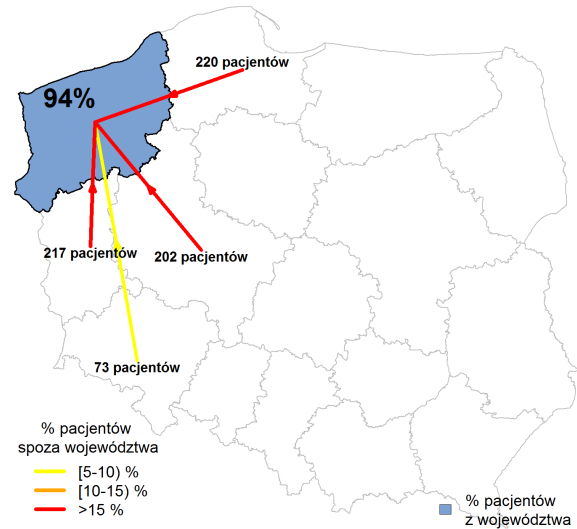 220 pacjentów
94%
217 pacjentów
202 pacjentów
73 pacjentów
% pacjentów
spoza województwa
[5-10) %
[10-15) %
>15 %
% pacjentów
z województwa